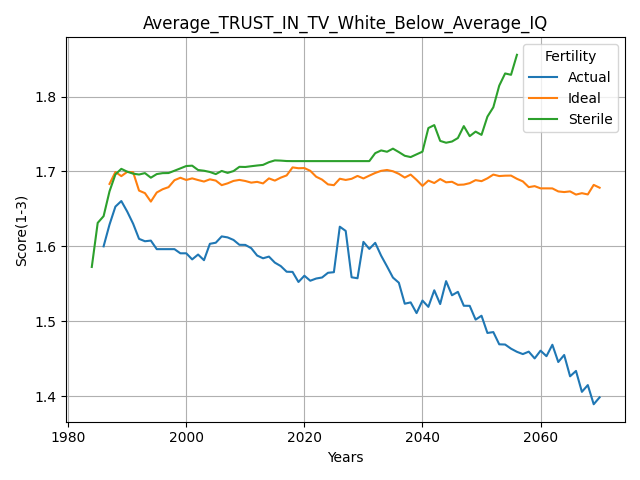 Average_TRUST_IN_TV_White_Below_Average_IQ
Fertility
Actual
Ideal
Sterile
Score(1-3)
1.8
1.7
1.6
1.5
1.4
1980
2000
2020
2040
2060
Years